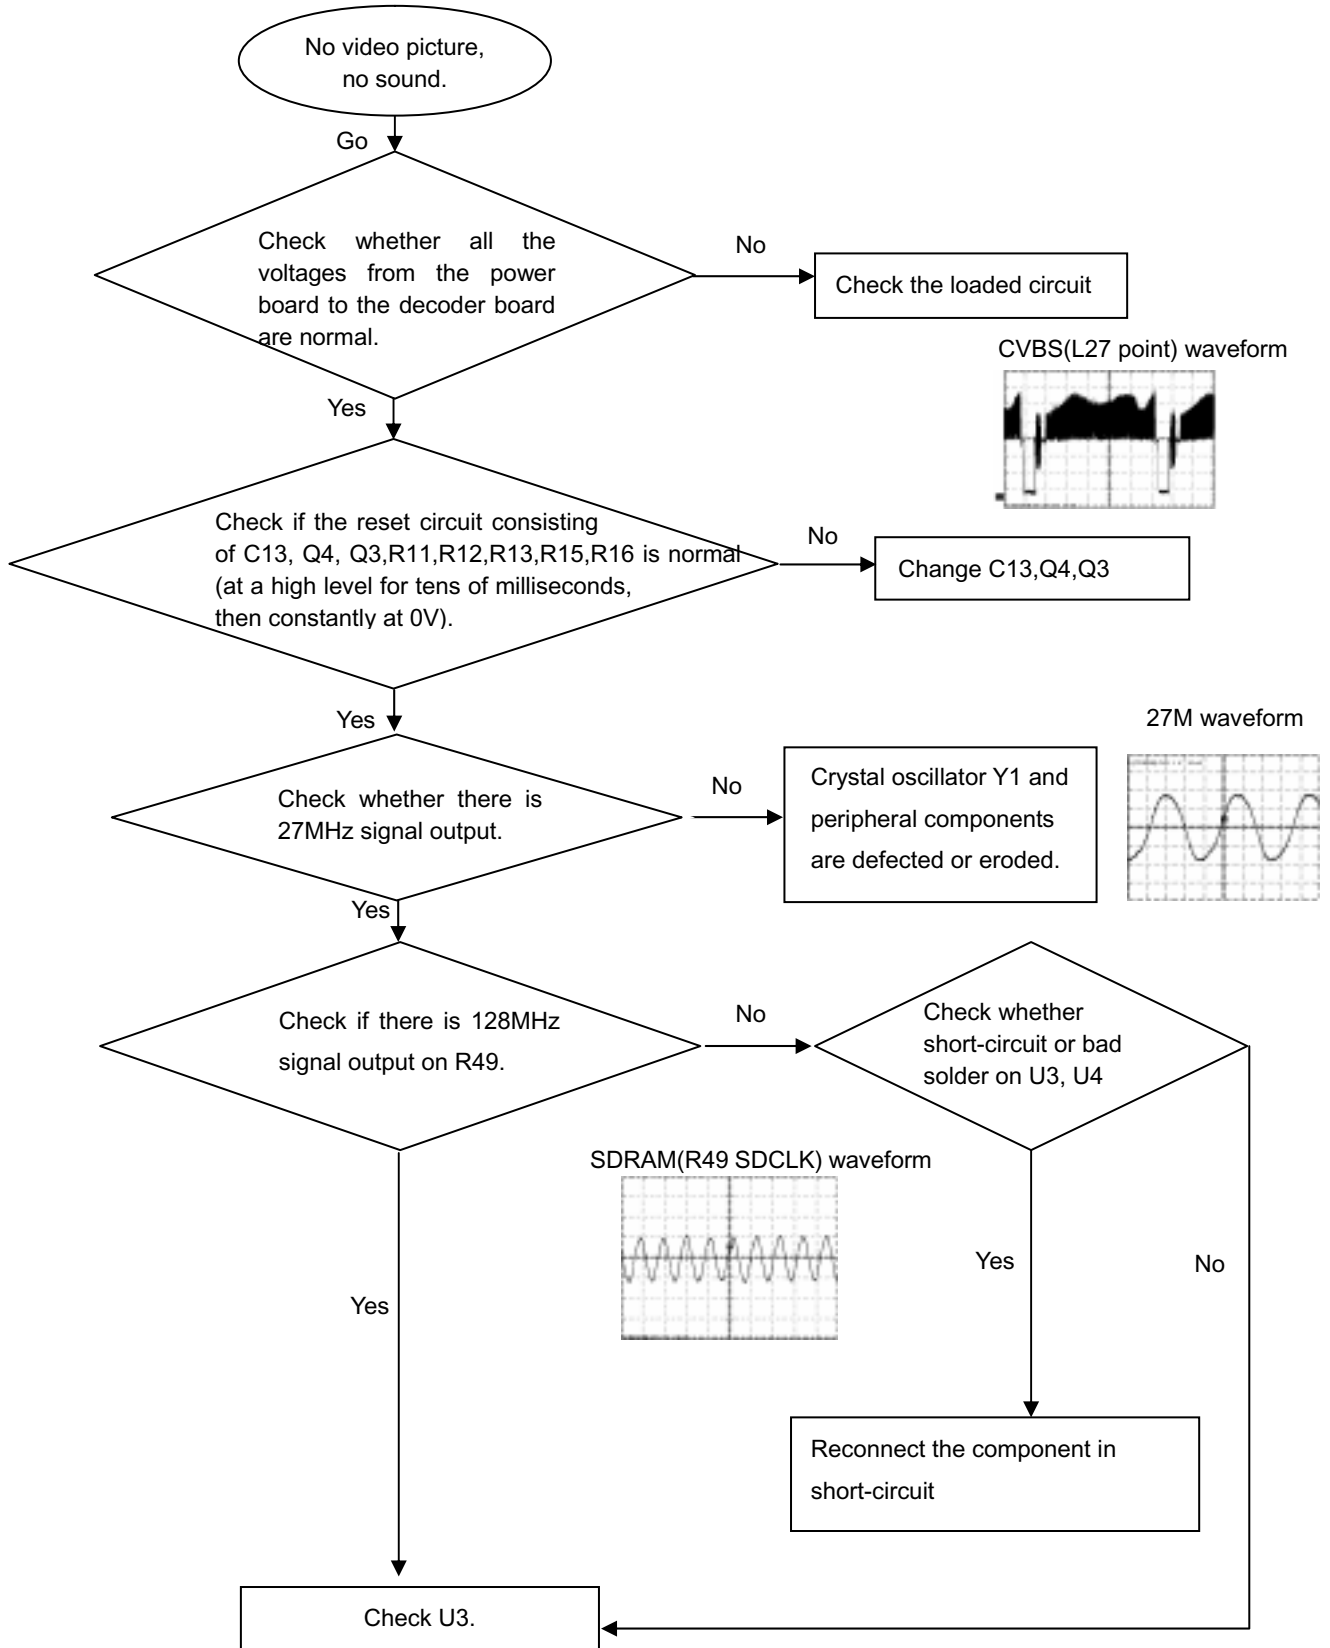 No video picture,
no sound.
Go
Check whether all the
voltages from the power
board to the decoder board
are normal.
No
Check the loaded circuit
CVBS(L27 point) waveform
Yes
Check if the reset circuit consisting
of C13, Q4, Q3,R11,R12,R13,R15,R16 is normal
(at a high level for tens of milliseconds,
then constantly at 0V).
No
Change C13,Q4,Q3
Yes
27M waveform
Check whether there is
27MHz signal output.
No
Crystal oscillator Y1 and
peripheral components
are defected or eroded.
Yes
Check if there is 128MHz
signal output on R49.
No
Check whether
short-circuit or bad
solder on U3, U4
SDRAM(R49 SDCLK) waveform
Yes
No
Yes
Reconnect the component in
short-circuit
Check U3.